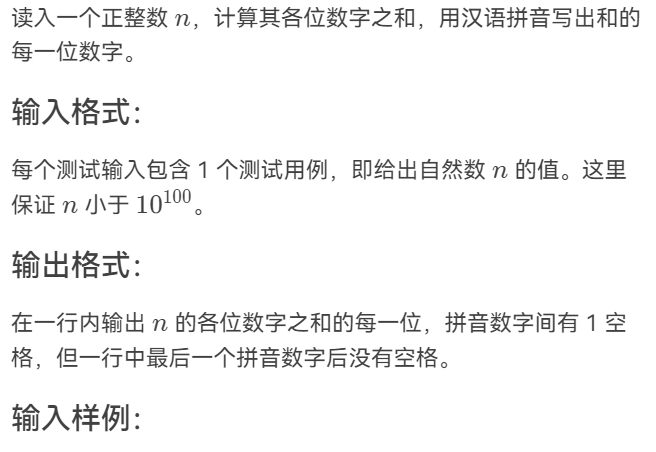 读入一个正整数 n，计算其各位数字之和，用汉语拼音写出和的
每一位数字。
输入格式：
每个测试输入包含 1 个测试用例，即给出自然数 n 的值。这里
保证 n 小于 10^100。
输出格式：
在一行内输出 n 的各位数字之和的每一位，拼音数字间有 1 空
格，但一行中最后一个拼音数字后没有空格。
输入样例：